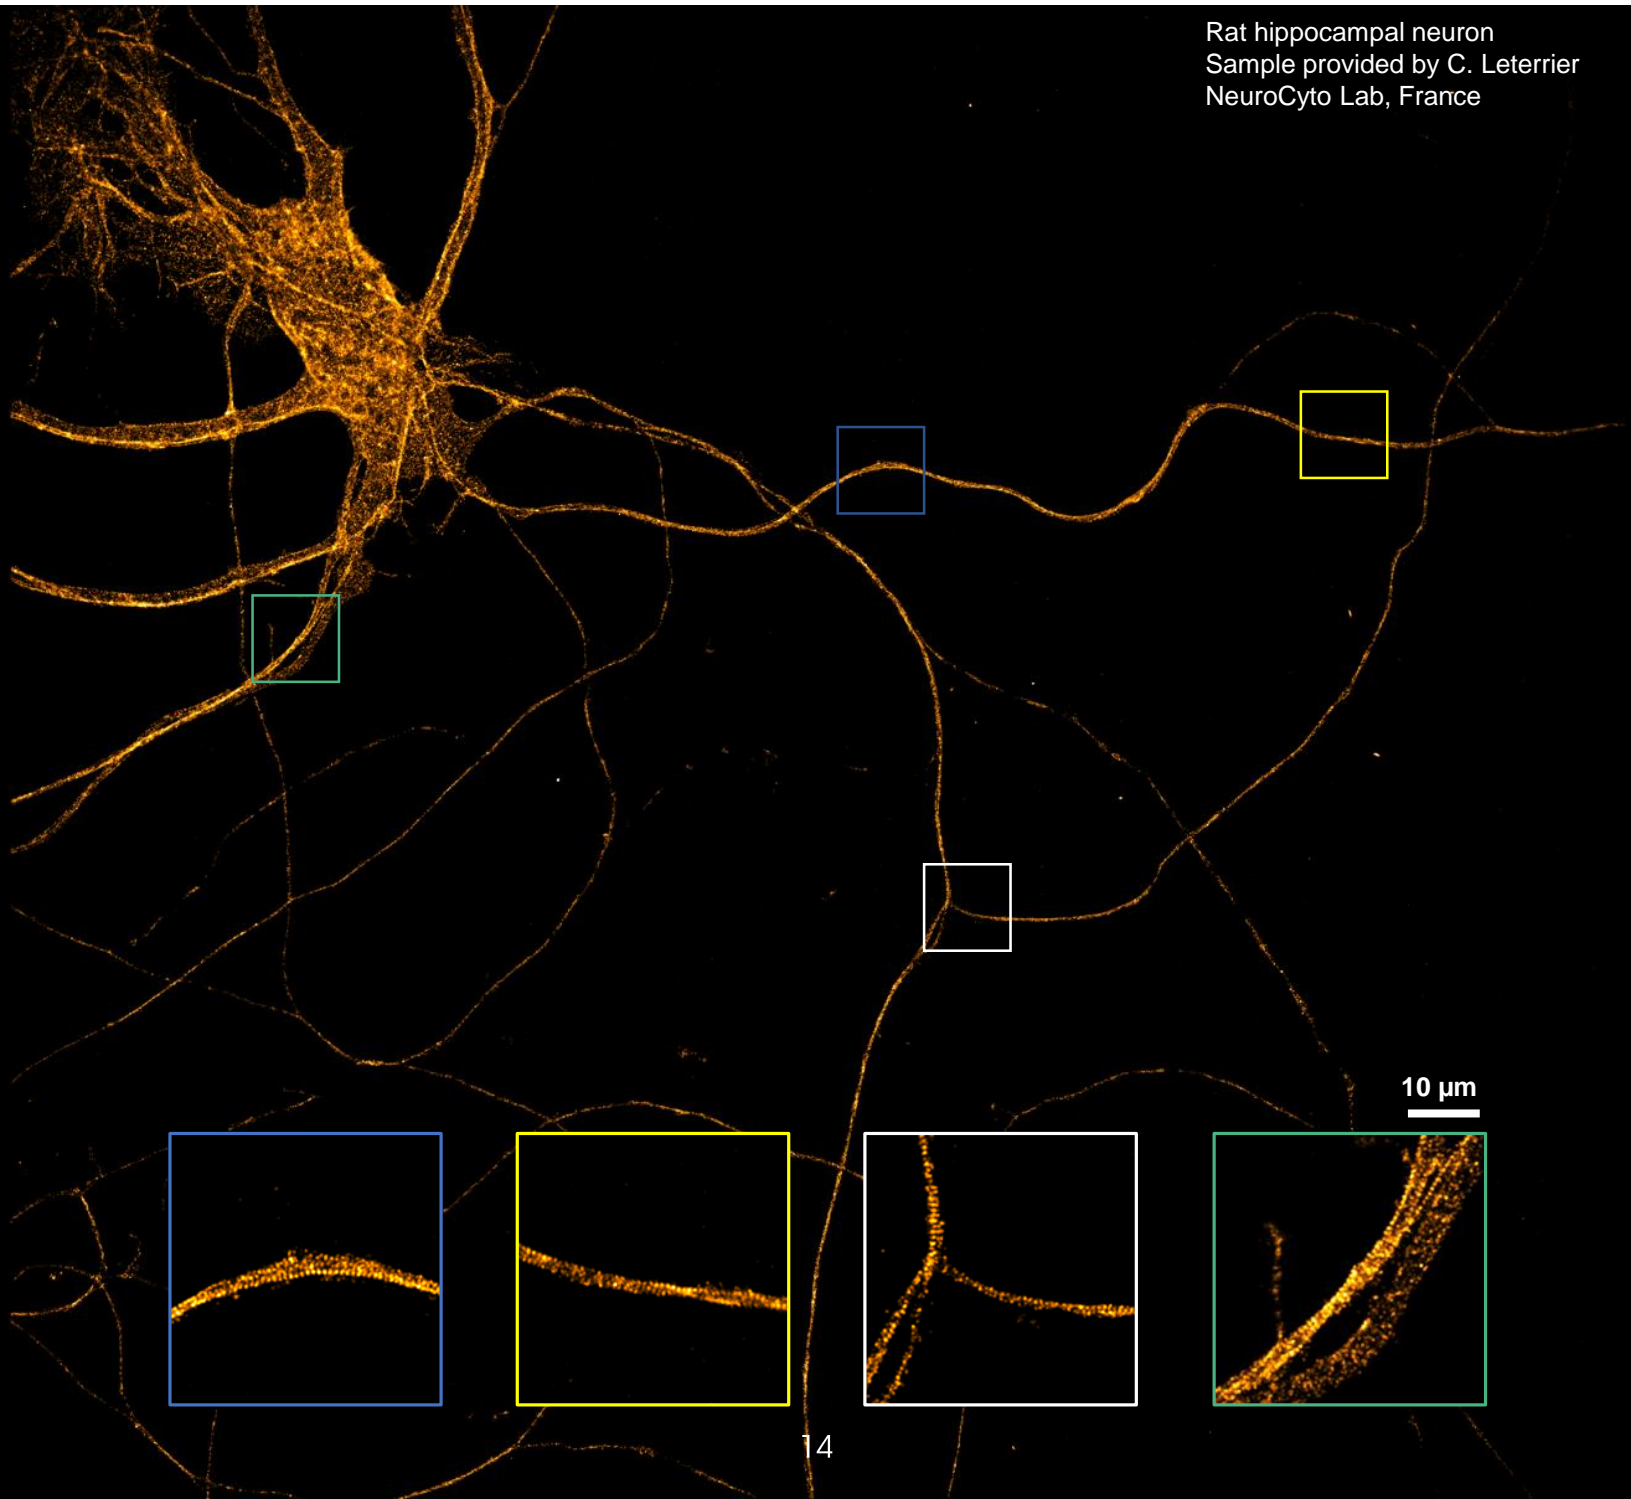 Rat hippocampal neuron
Sample provided by C. Leterrier
NeuroCyto Lab, France
10 µm
14